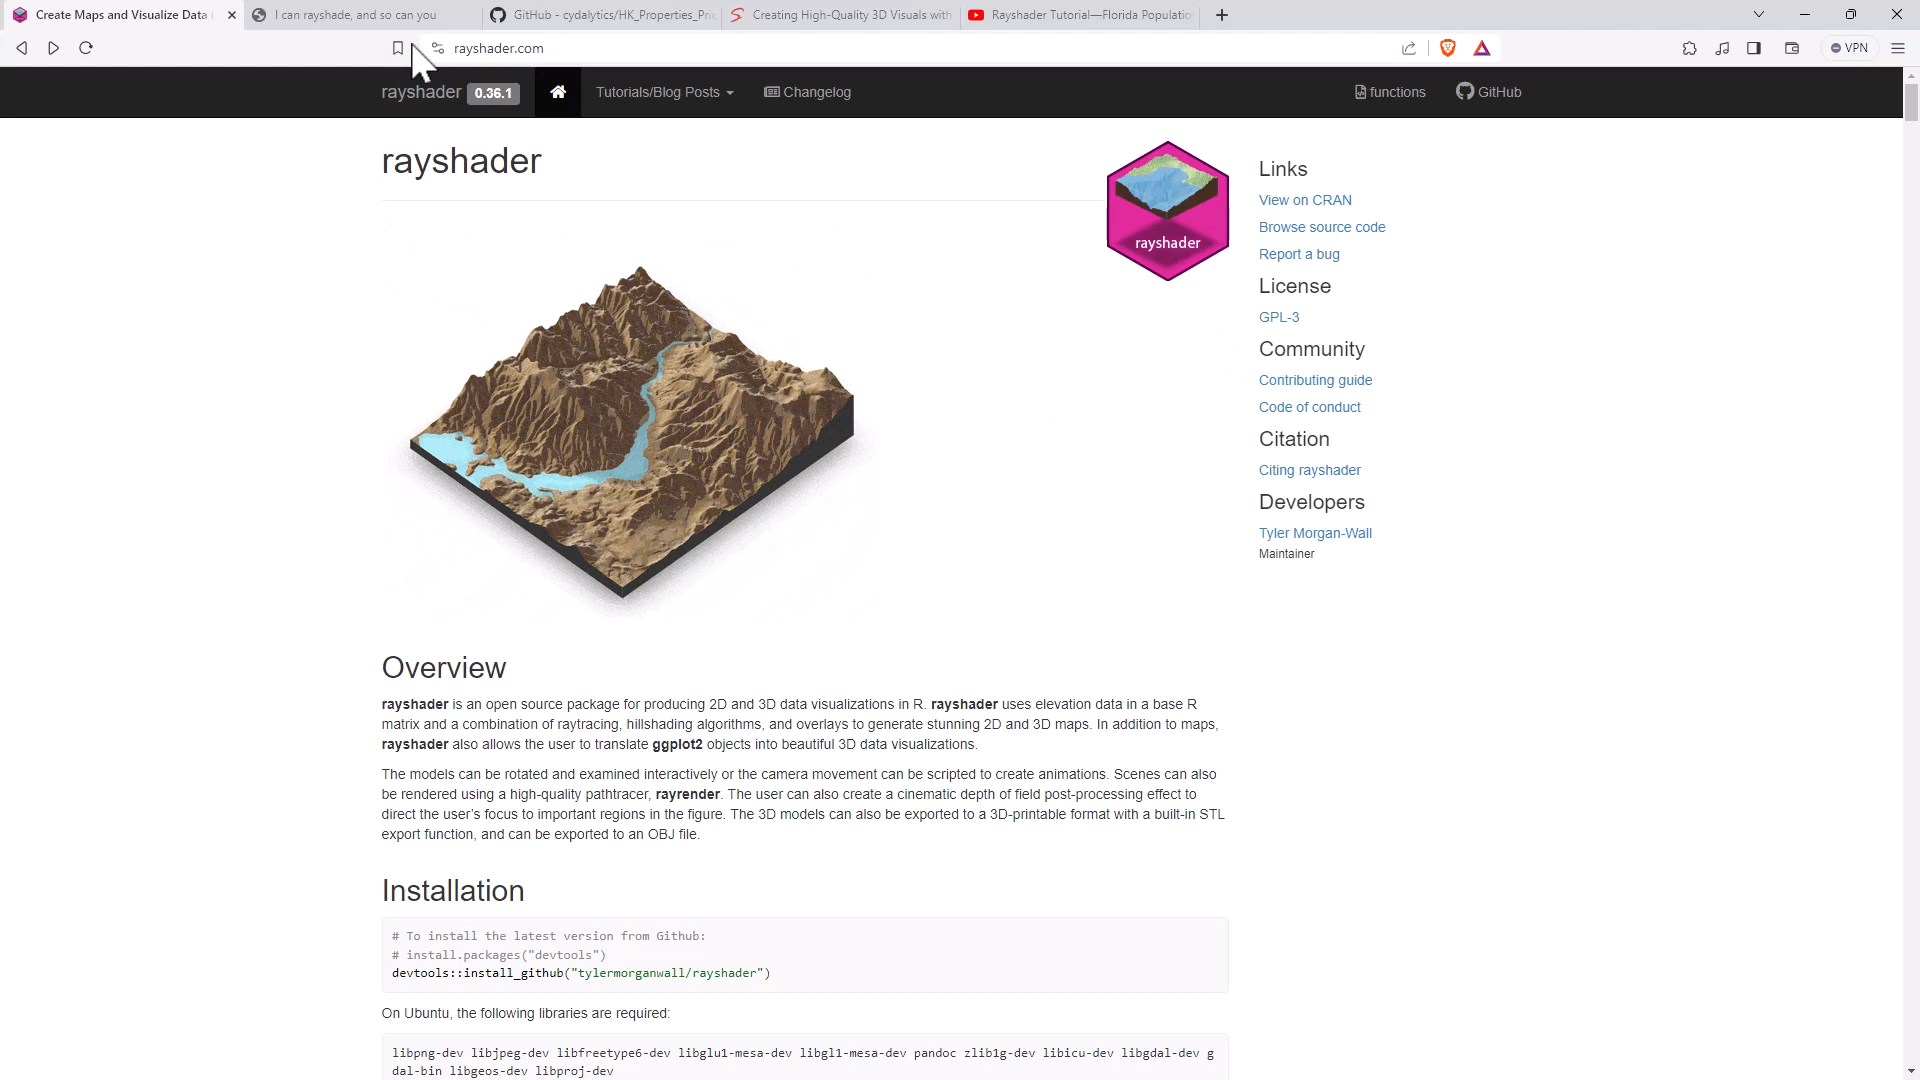 Create Maps and Visualize Data i
I can rayshade, and so can you
GitHub - cydalytics/HK_Properties_Pric
Creating High-Quality 3D Visuals with
Rayshader Tutorial—Florida Populatio
rayshader.com
VPN
rayshader 0.36.1
Tutorials/Blog Posts
Changelog
functions
GitHub
rayshader
rayshader
Links
View on CRAN
Browse source code
Report a bug
License
GPL-3
Community
Contributing guide
Code of conduct
Citation
Citing rayshader
Developers
Tyler Morgan-Wall
Maintainer
Overview
rayshader is an open source package for producing 2D and 3D data visualizations in R. rayshader uses elevation data in a base R
matrix and a combination of raytracing, hillshading algorithms, and overlays to generate stunning 2D and 3D maps. In addition to maps,
rayshader also allows the user to translate ggplot2 objects into beautiful 3D data visualizations.
The models can be rotated and examined interactively or the camera movement can be scripted to create animations. Scenes can also
be rendered using a high-quality pathtracer, rayrender. The user can also create a cinematic depth of field post-processing effect to
direct the user's focus to important regions in the figure. The 3D models can also be exported to a 3D-printable format with a built-in STL
export function, and can be exported to an OBJ file.
Installation
# To install the latest version from Github:
# install.packages("devtools")
devtools::install_github("tylermorganwall/rayshader")
On Ubuntu, the following libraries are required:
libpng-dev libjpeg-dev libfreetype6-dev libglu1-mesa-dev libgl1-mesa-dev pandoc zlib1g-dev libicu-dev libgdal-dev g
dal-bin libgeos-dev libproj-dev